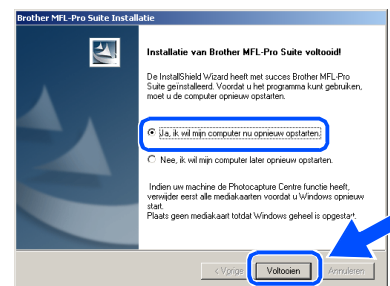 Brother MFL-Pro Suite Installatie
Installatie van Brother MFL-Pro Suite voltooid!
De InstallShield Wizard heeft met succes Brother MFL-Pro
Suite geïnstalleerd. Voordat u het programma kunt gebruiken,
moet u de computer opnieuw opstarten.
Ja, ik wil mijn computer nu opnieuw opstarten.
Nee, ik wil mijn computer later opnieuw opstarten.
Indien uw machine de Photocapture Centre functie heeft,
verwijder eerst alle mediakaarten voordat u Windows opnieuw
start.
Plaats geen mediakaart totdat Windows geheel is opgestart.
< Vorige
Voltooien
Annuleren